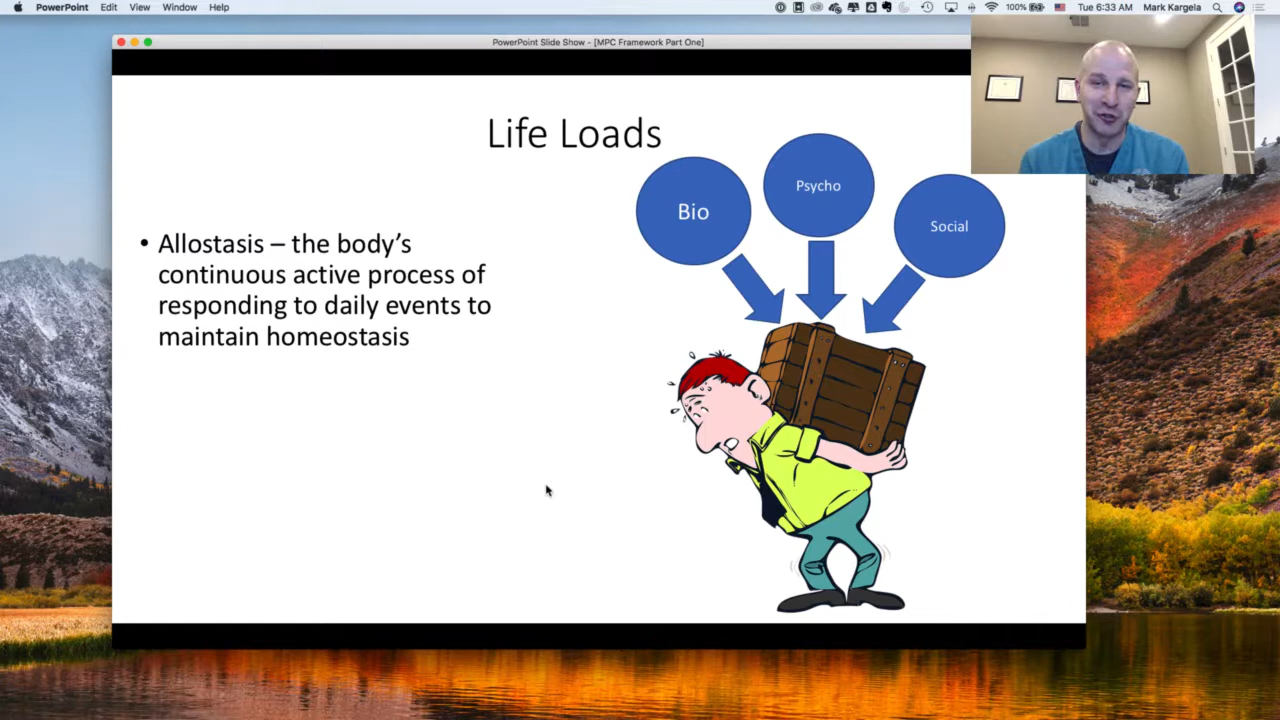 PowerPoint Edit View Window Help 100% Tue 6:33 AM Mark Kargela
PowerPoint Slide Show - [MPC Framework Part One]
Life Loads
Psycho
Bio
Social
• Allostasis – the body’s
continuous active process of
responding to daily events to
maintain homeostasis